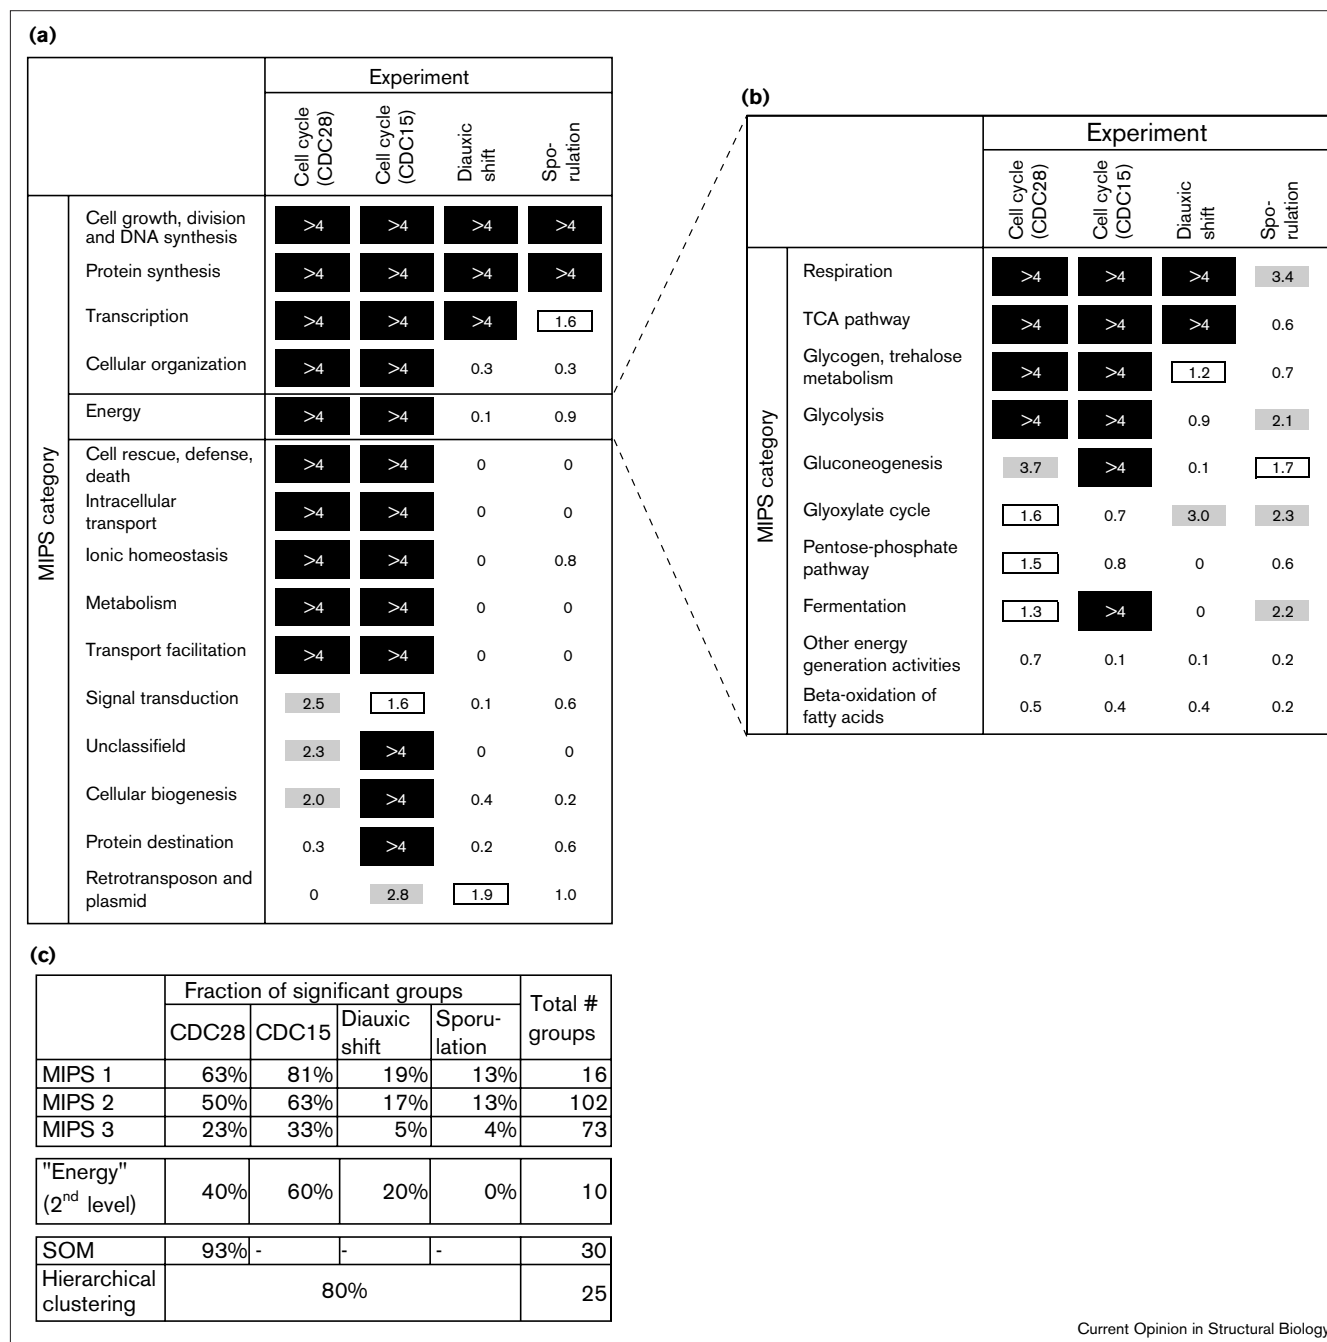 (a)
Experiment
Cell cycle (CDC28)
Cell cycle (CDC15)
Diauxic shift
Spo-rulation
MIPS category
Cell growth, division and DNA synthesis >4 >4 >4 >4
Protein synthesis >4 >4 >4 >4
Transcription >4 >4 >4 1.6
Cellular organization >4 >4 0.3 0.3
Energy >4 >4 0.1 0.9
Cell rescue, defense, death >4 >4 0 0
Intracellular transport >4 >4 0 0
Ionic homeostasis >4 >4 0 0.8
Metabolism >4 >4 0 0
Transport facilitation >4 >4 0 0
Signal transduction 2.5 1.6 0.1 0.6
Unclassifield 2.3 >4 0 0
Cellular biogenesis 2.0 >4 0.4 0.2
Protein destination 0.3 >4 0.2 0.6
Retrotransposon and plasmid 0 2.8 1.9 1.0
(b)
Experiment
Cell cycle (CDC28)
Cell cycle (CDC15)
Diauxic shift
Spo-rulation
MIPS category
Respiration >4 >4 >4 3.4
TCA pathway >4 >4 >4 0.6
Glycogen, trehalose metabolism >4 >4 1.2 0.7
Glycolysis >4 >4 0.9 2.1
Gluconeogenesis 3.7 >4 0.1 1.7
Glyoxylate cycle 1.6 0.7 3.0 2.3
Pentose-phosphate pathway 1.5 0.8 0 0.6
Fermentation 1.3 >4 0 2.2
Other energy generation activities 0.7 0.1 0.1 0.2
Beta-oxidation of fatty acids 0.5 0.4 0.4 0.2
(c)
Fraction of significant groups
Total # groups
CDC28 CDC15 Diauxic shift Sporu-lation
MIPS 1 63% 81% 19% 13% 16
MIPS 2 50% 63% 17% 13% 102
MIPS 3 23% 33% 5% 4% 73
"Energy" (2nd level) 40% 60% 20% 0% 10
SOM 93% - - - 30
Hierarchical clustering 80% 25
Current Opinion in Structural Biology